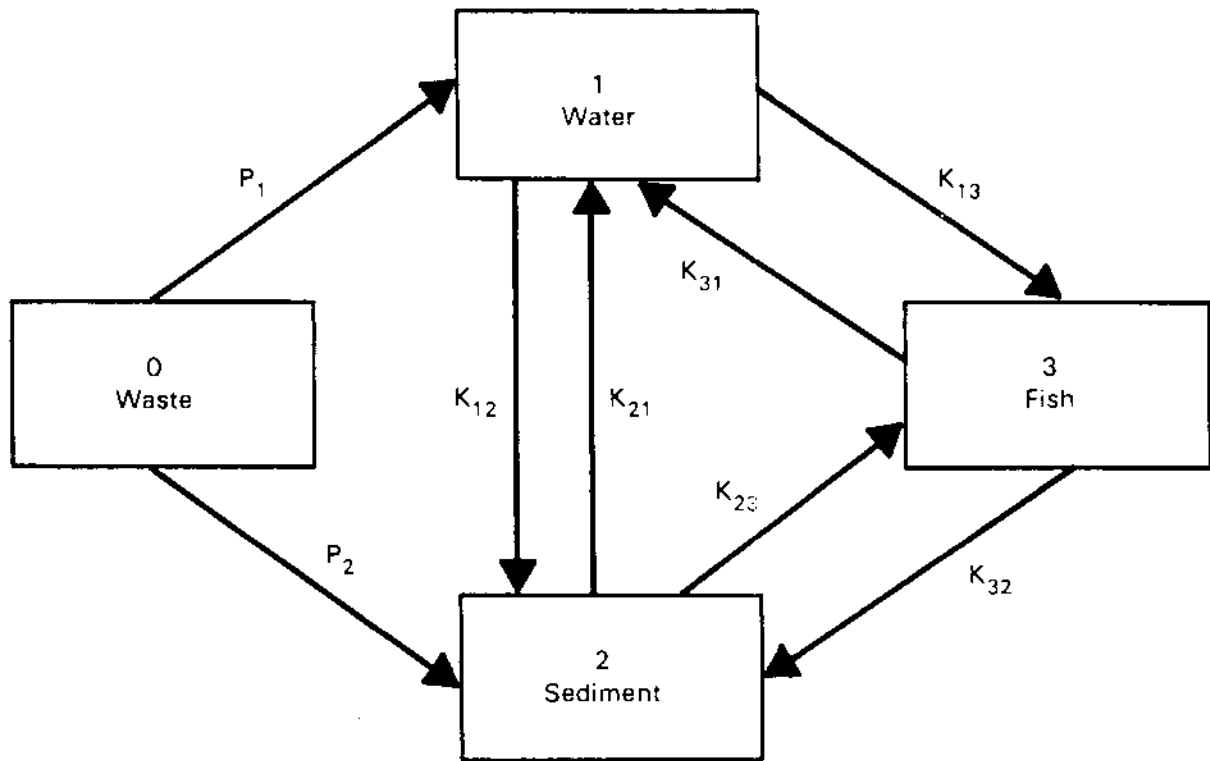 1
Water
P₁
K₁₃
K₃₁
0
Waste
K₁₂
K₂₁
3
Fish
K₂₃
P₂
K₃₂
2
Sediment